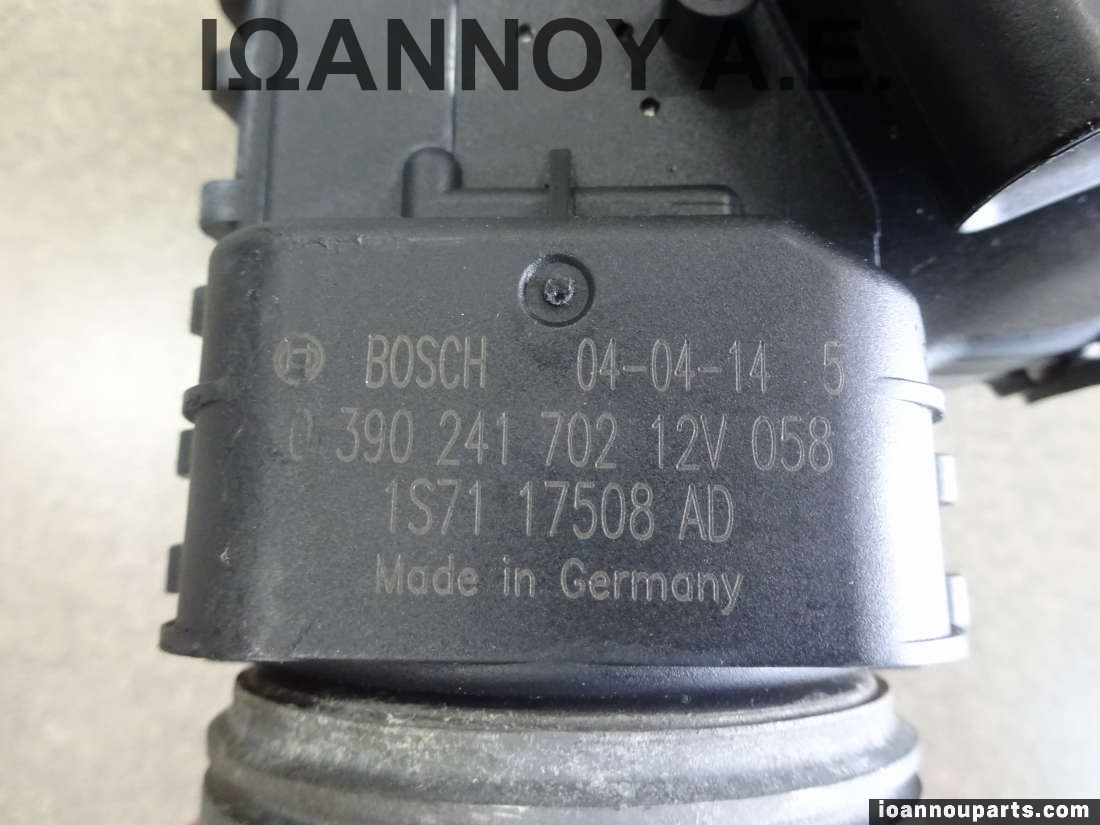 ΙΩΑΝΝΟΥ Α.Ε.
BOSCH 04-04-14 5
0 390 241 702 12V 058
1S71 17508 AD
Made in Germany
ioannouparts.com